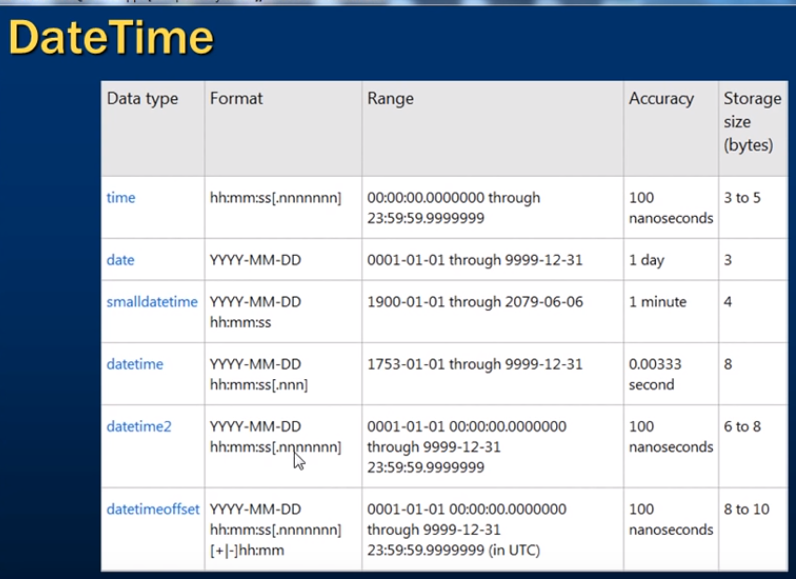 DateTime
Data type Format Range Accuracy Storage
size
(bytes)
time hh:mm:ss[.nnnnnnn] 00:00:00.0000000 through 100 3 to 5
23:59:59.9999999 nanoseconds
date YYYY-MM-DD 0001-01-01 through 9999-12-31 1 day 3
smalldatetime YYYY-MM-DD 1900-01-01 through 2079-06-06 1 minute 4
hh:mm:ss
datetime YYYY-MM-DD 1753-01-01 through 9999-12-31 0.00333 8
hh:mm:ss[.nnn] second
datetime2 YYYY-MM-DD 0001-01-01 00:00:00.0000000 100 6 to 8
hh:mm:ss[.nnnnnnn] through 9999-12-31 nanoseconds
23:59:59.9999999
datetimeoffset YYYY-MM-DD 0001-01-01 00:00:00.0000000 100 8 to 10
hh:mm:ss[.nnnnnnn] through 9999-12-31 nanoseconds
[+|-]hh:mm 23:59:59.9999999 (in UTC)